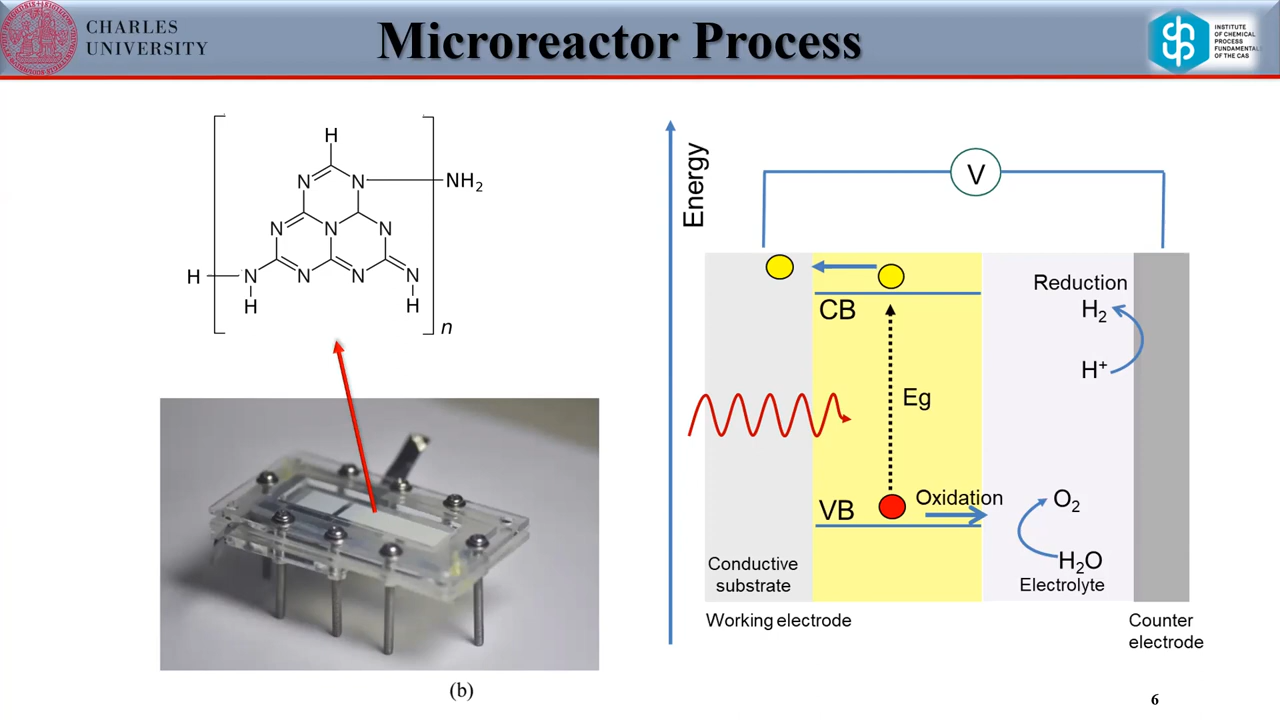 CHARLES
UNIVERSITY
Microreactor Process
INSTITUTE
OF CHEMICAL
PROCESS
FUNDAMENTALS
OF THE CAS
H
N
N
NH₂
N
N
N
H
N
N
N
N
H
H
n
(b)
Energy
V
CB
Eg
VB
Oxidation
Reduction
H₂
H⁺
O₂
H₂O
Electrolyte
Conductive
substrate
Working electrode
Counter
electrode
6